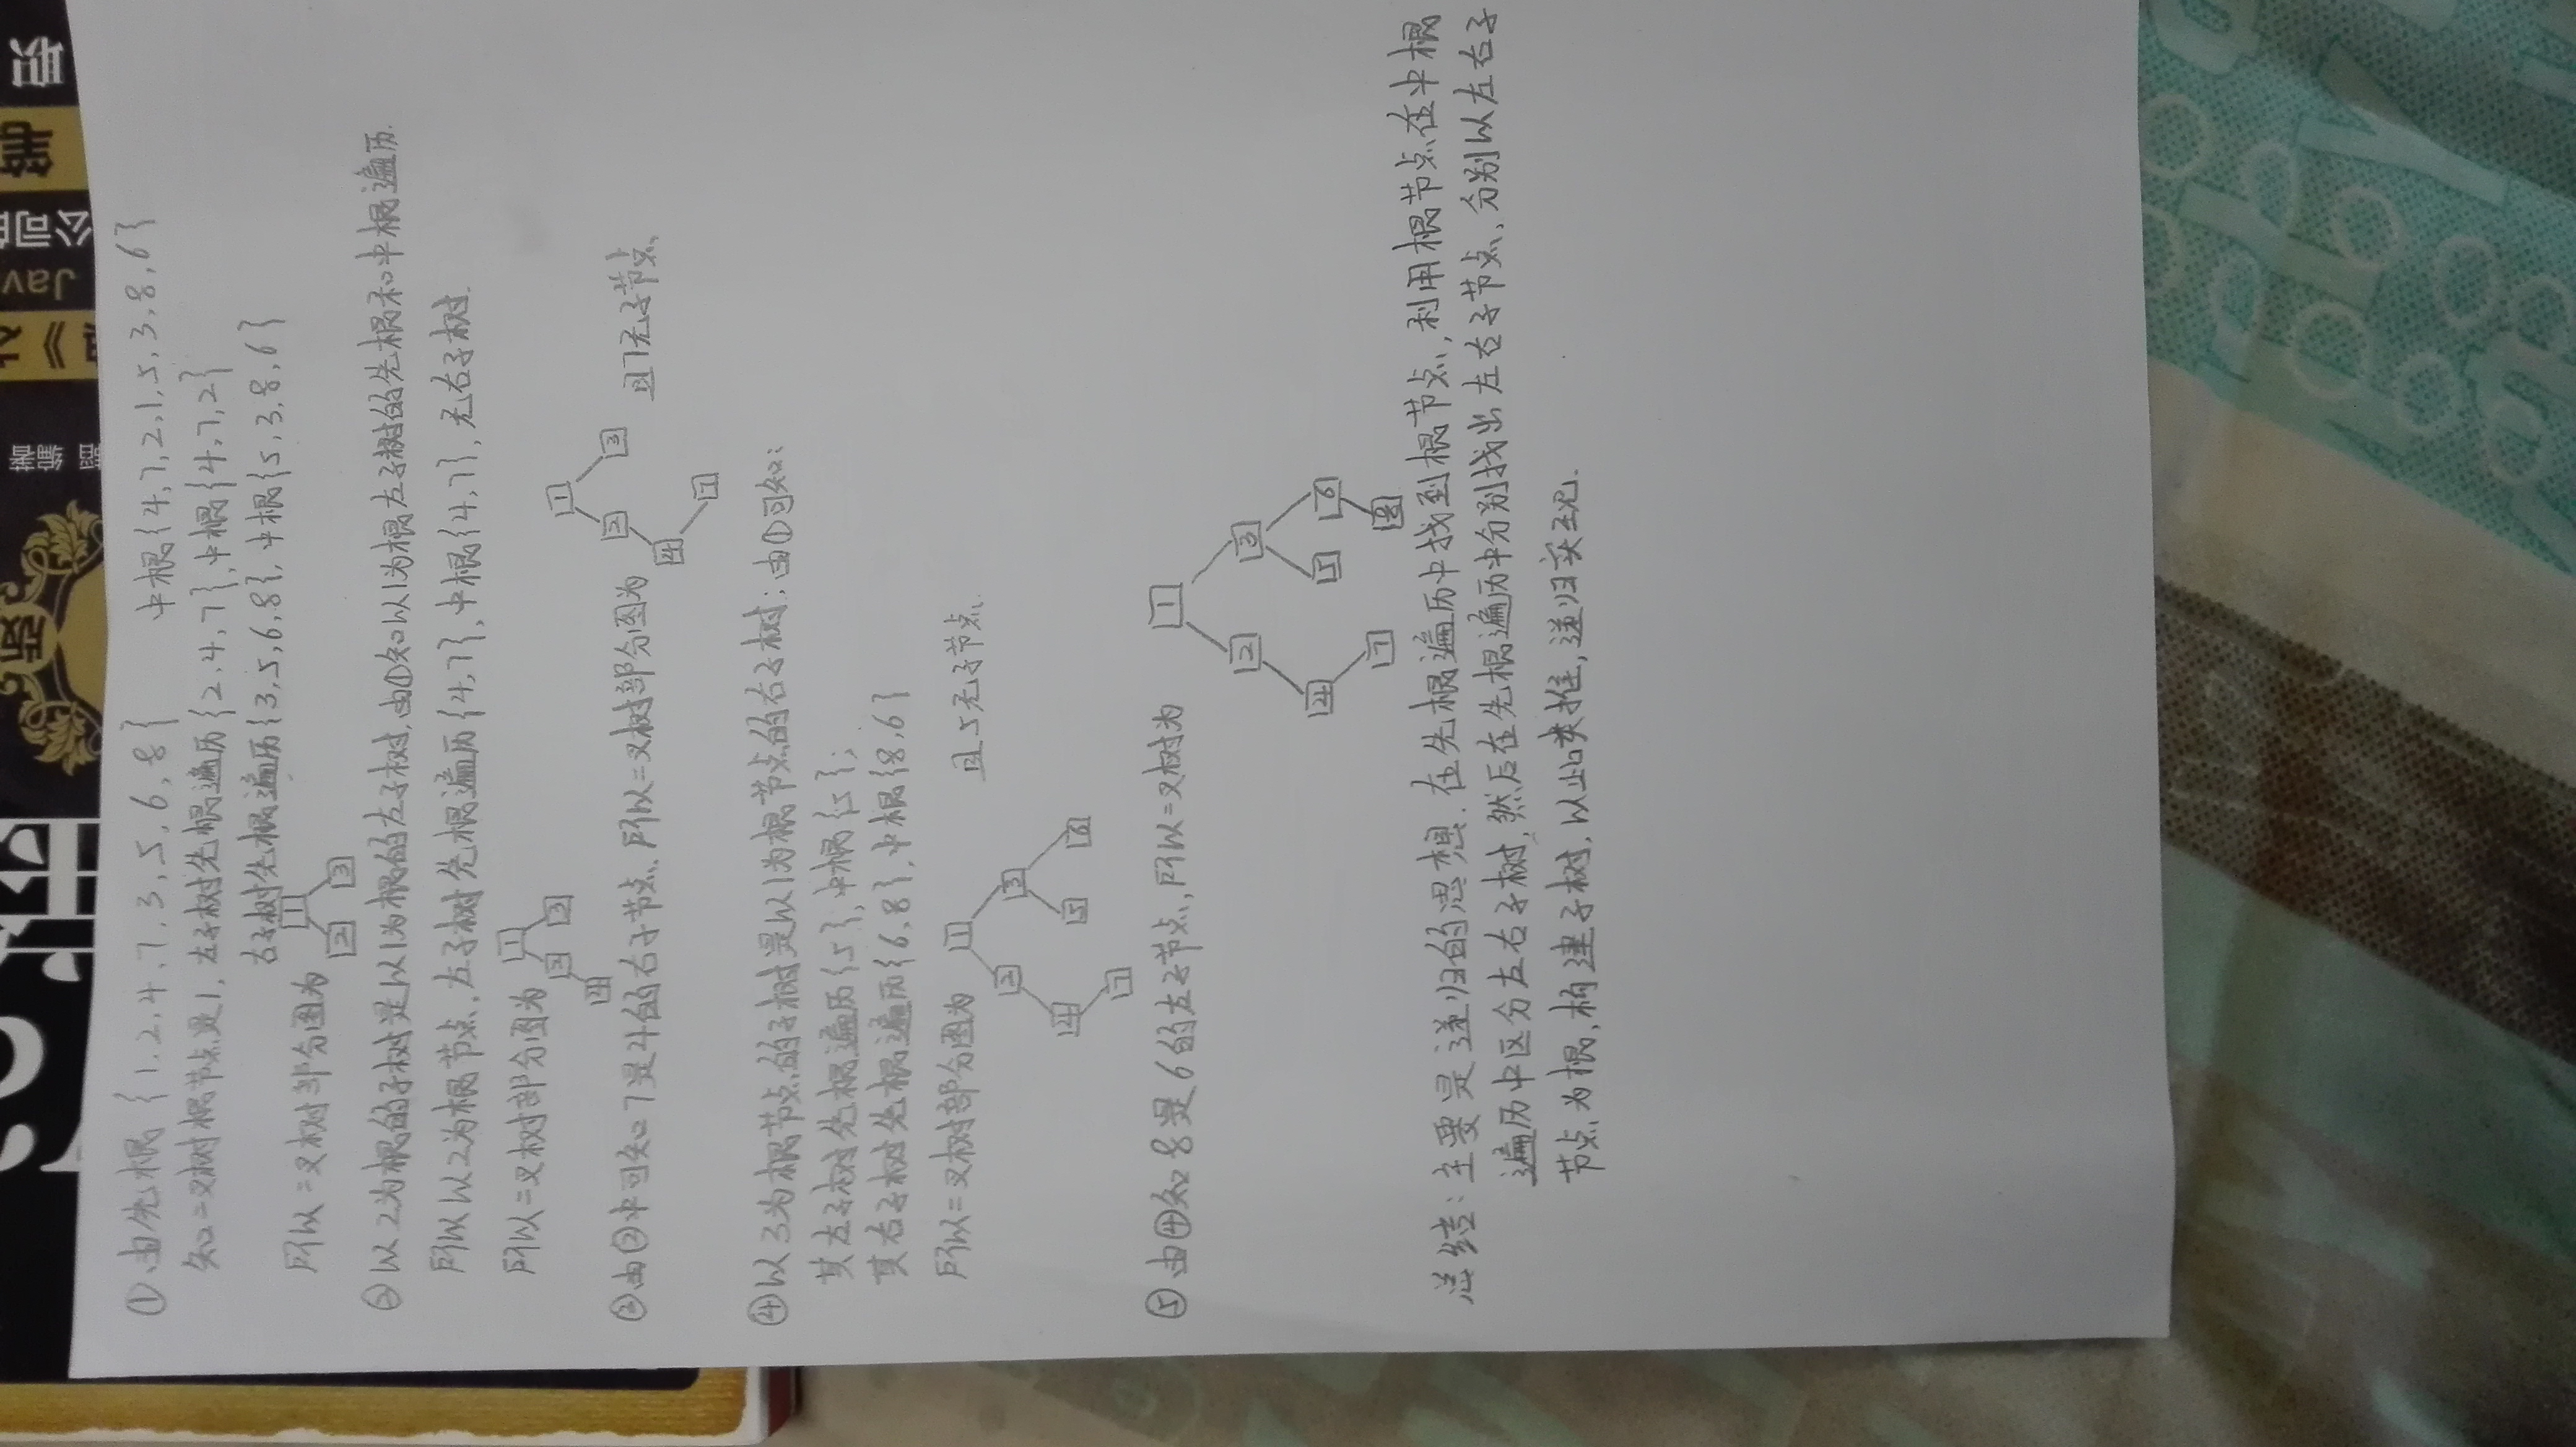 ①由先根{1,2,4,7,3,5,6,8} 中根{4,7,2,1,5,3,8,6}
知二叉树根节点是1,左子树先根遍历{2,4,7},中根{4,7,2}
右子树先根遍历{3,5,6,8},中根{5,3,8,6}
所以二叉树部分图为
1
2 3
②以2为根的子树是以1为根的左子树,由①知以1为根左子树的先根和中根遍历.
所以以2为根节点,左子树先根遍历{4,7},中根{4,7},无右子树.
所以二叉树部分图为
1
2 3
4
③由②中可知7是4的右子节点,所以二叉树部分图为 且7无子节点
1
2 3
4
7
④以3为根节点的子树是以1为根节点的右子树;由①可知:
其左子树先根遍历{5},中根{5};
其右子树先根遍历{6,8},中根{8,6}
所以二叉树部分图为 且5无子节点.
1
2 3
4 5 6
7
⑤由④知8是6的左子节点,所以二叉树为
1
2 3
4 5 6
7 8
总结:主要是递归的思想.在先根遍历中找到根节点,利用根节点在中根
遍历中区分左右子树,然后在先根遍历中分别找出左右子节点,分别以左右子
节点为根,构建子树,以此类推,递归实现.
Jav
公司
编著